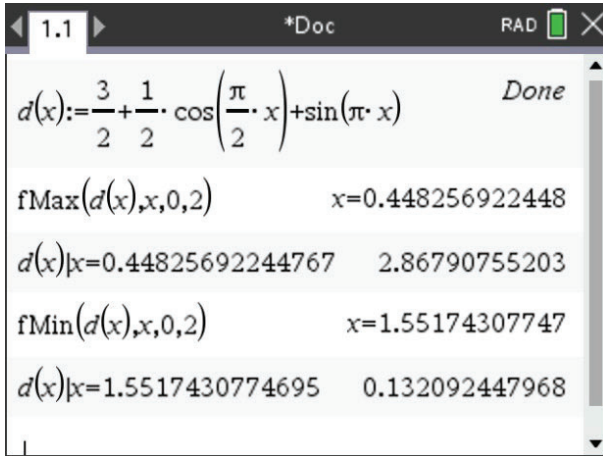 1.1 *Doc RAD
d(x):=3/2+1/2·cos(π/2·x)+sin(π·x) Done
fMax(d(x),x,0,2) x=0.448256922448
d(x)|x=0.44825692244767 2.86790755203
fMin(d(x),x,0,2) x=1.55174307747
d(x)|x=1.5517430774695 0.132092447968